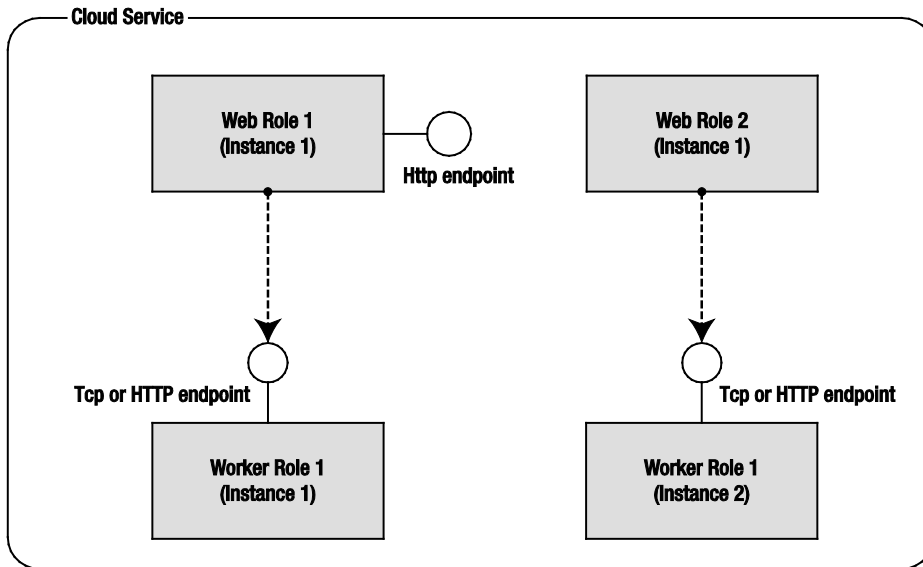 Cloud Service
Web Role 1
(Instance 1)
Web Role 2
(Instance 1)
Http endpoint
Tcp or HTTP endpoint
Tcp or HTTP endpoint
Worker Role 1
(Instance 1)
Worker Role 1
(Instance 2)